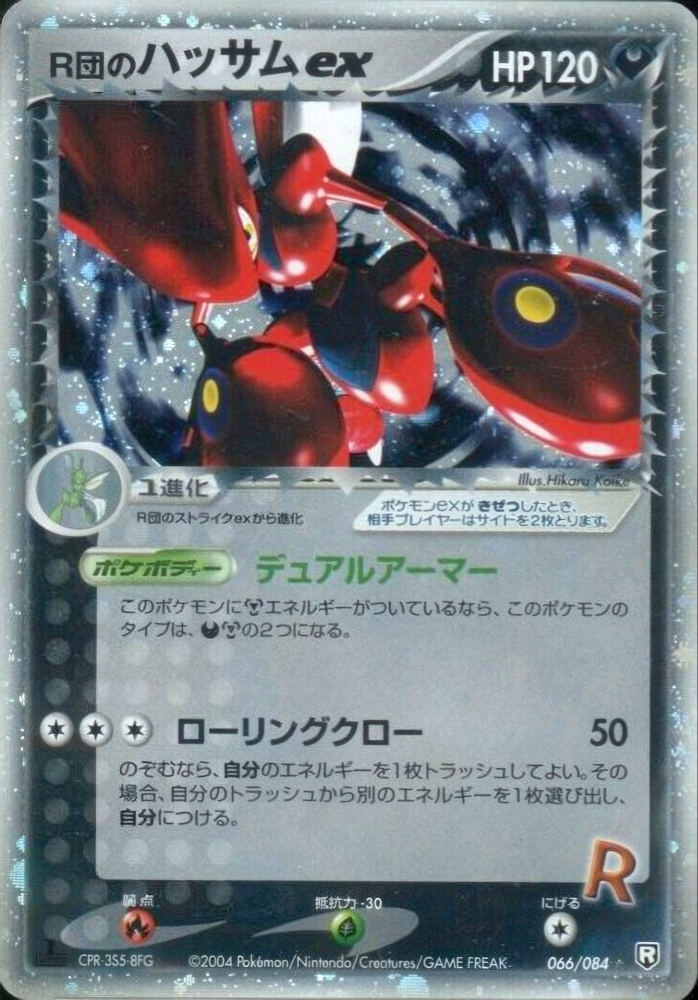 R団のハッサムex HP120
Illus. Hikaru Koike
1進化
R団のストライクexから進化
ポケモンexが きぜつしたとき、
相手プレイヤーはサイドを2枚とります。
ポケボディー デュアルアーマー
このポケモンにエネルギーがついているなら、このポケモンの
タイプは、の2つになる。
ローリングクロー 50
のぞむなら、自分のエネルギーを1枚トラッシュしてよい。その
場合、自分のトラッシュから別のエネルギーを1枚選び出し、
自分につける。
R
弱点 抵抗力 -30 にげる
CPR-3S5-8FG ©2004 Pokémon/Nintendo/Creatures/GAME FREAK. 066/084 R